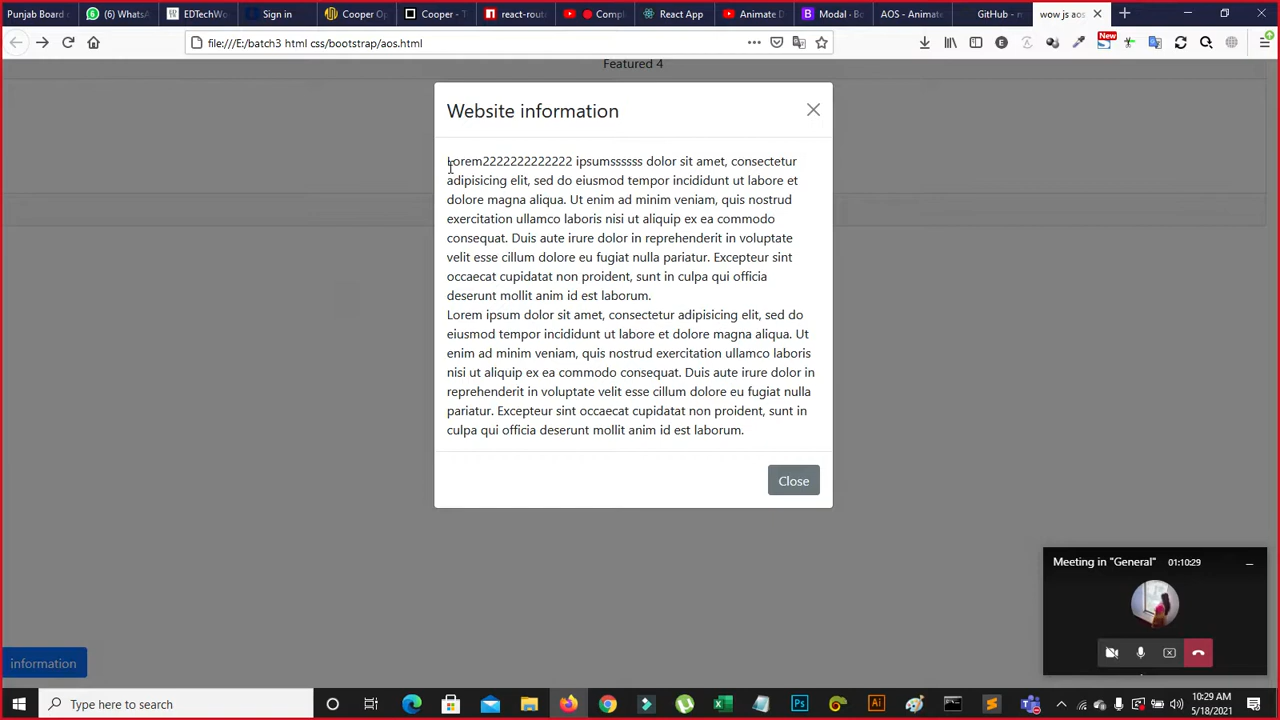 Punjab Board o
(6) WhatsA
EDTechWo
Sign in
Cooper Op
Cooper - T
react-rout
Compl
React App
Animate D
Modal · Bo
AOS - Animate
GitHub - n
wow js aos
file:///E:/batch3 html css/bootstrap/aos.html
New
Featured 4
Website information
Lorem2222222222222 ipsumssssss dolor sit amet, consectetur
adipisicing elit, sed do eiusmod tempor incididunt ut labore et
dolore magna aliqua. Ut enim ad minim veniam, quis nostrud
exercitation ullamco laboris nisi ut aliquip ex ea commodo
consequat. Duis aute irure dolor in reprehenderit in voluptate
velit esse cillum dolore eu fugiat nulla pariatur. Excepteur sint
occaecat cupidatat non proident, sunt in culpa qui officia
deserunt mollit anim id est laborum.
Lorem ipsum dolor sit amet, consectetur adipisicing elit, sed do
eiusmod tempor incididunt ut labore et dolore magna aliqua. Ut
enim ad minim veniam, quis nostrud exercitation ullamco laboris
nisi ut aliquip ex ea commodo consequat. Duis aute irure dolor in
reprehenderit in voluptate velit esse cillum dolore eu fugiat nulla
pariatur. Excepteur sint occaecat cupidatat non proident, sunt in
culpa qui officia deserunt mollit anim id est laborum.
Close
Meeting in "General" 01:10:29
information
Type here to search
10:29 AM
5/18/2021